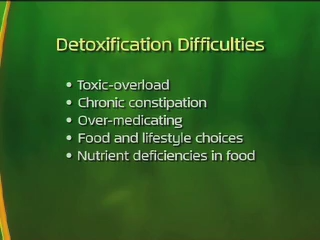 Detoxification Difficulties
• Toxic-overload
• Chronic constipation
• Over-medicating
• Food and lifestyle choices
• Nutrient deficiencies in food